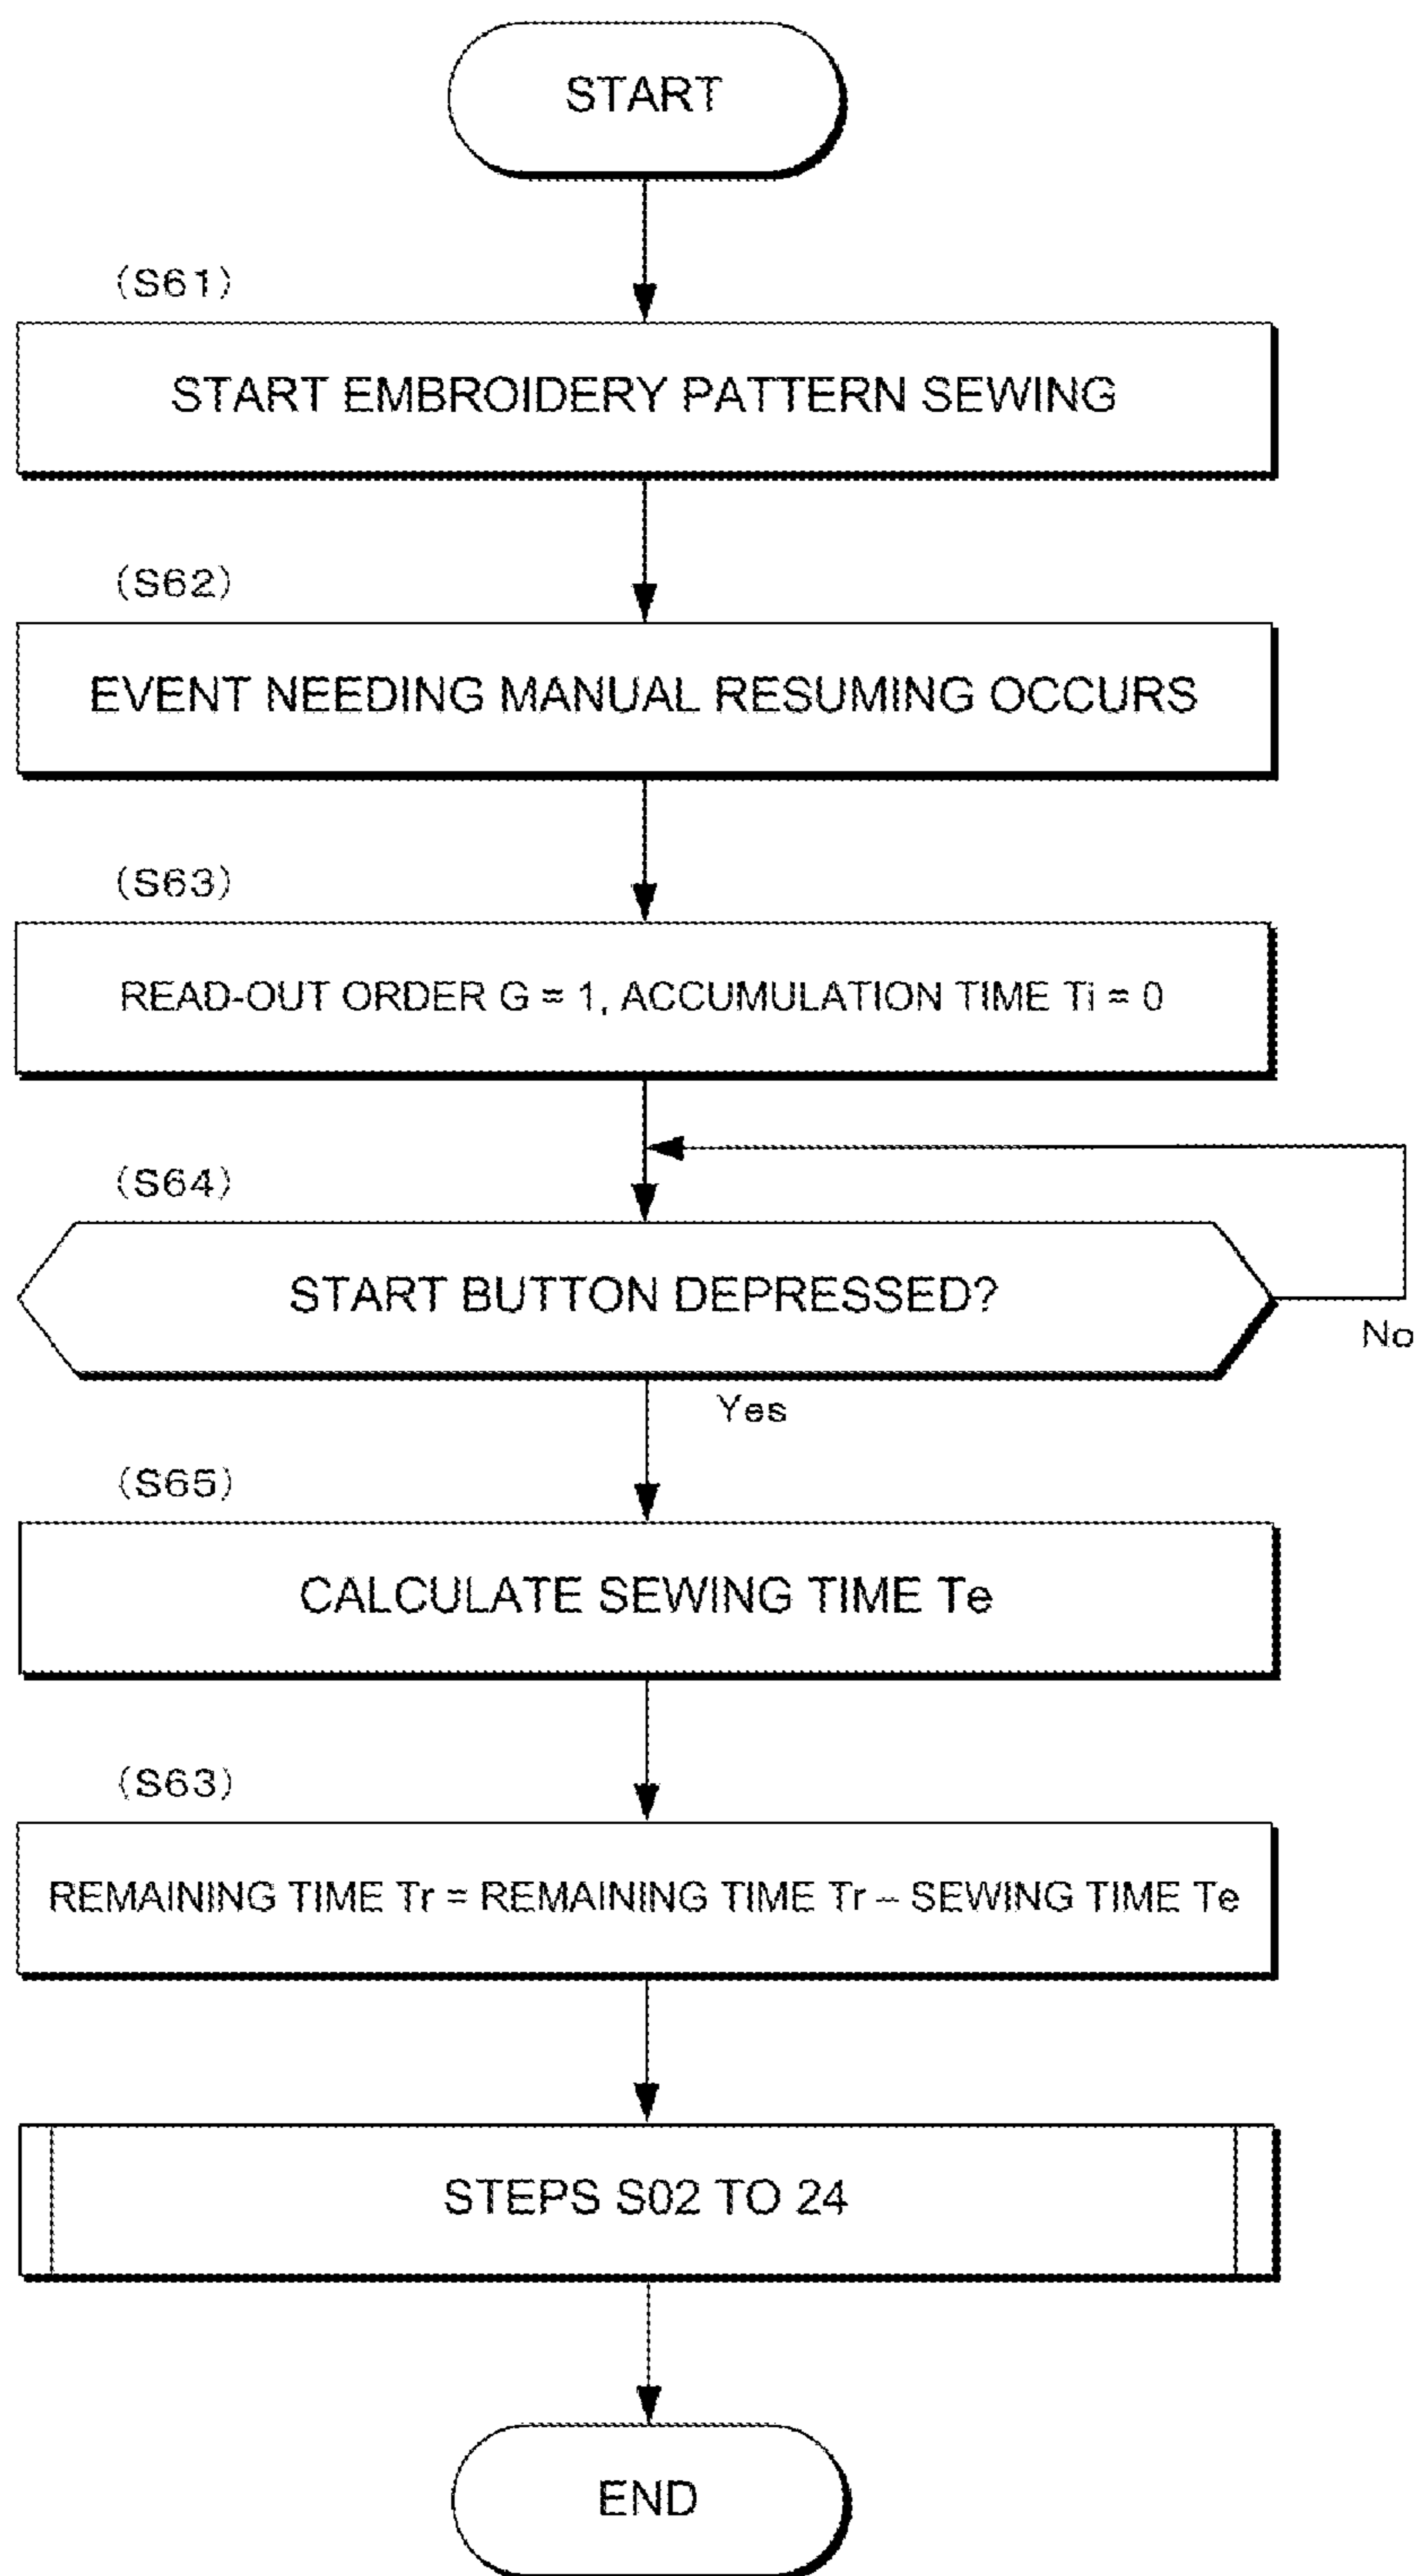 START
(S61)
START EMBROIDERY PATTERN SEWING
(S62)
EVENT NEEDING MANUAL RESUMING OCCURS
(S63)
READ-OUT ORDER G = 1, ACCUMULATION TIME Ti = 0
(S64)
START BUTTON DEPRESSED?
No
Yes
(S65)
CALCULATE SEWING TIME Te
(S63)
REMAINING TIME Tr = REMAINING TIME Tr – SEWING TIME Te
STEPS S02 TO 24
END